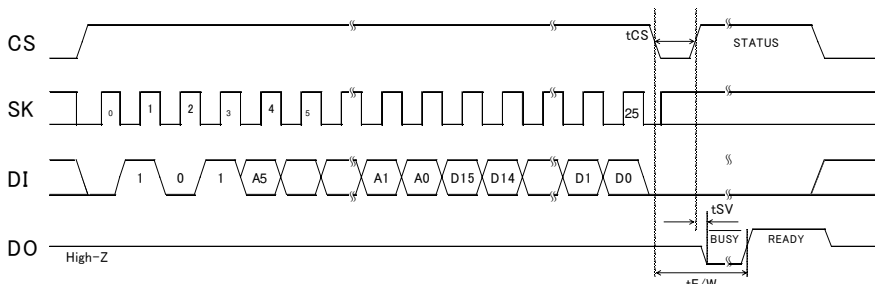 CS tCS STATUS
SK 0 1 2 3 4 5 25
DI 1 0 1 A5 A1 A0 D15 D14 D1 D0
tSV
DO High-Z BUSY READY
tE/W